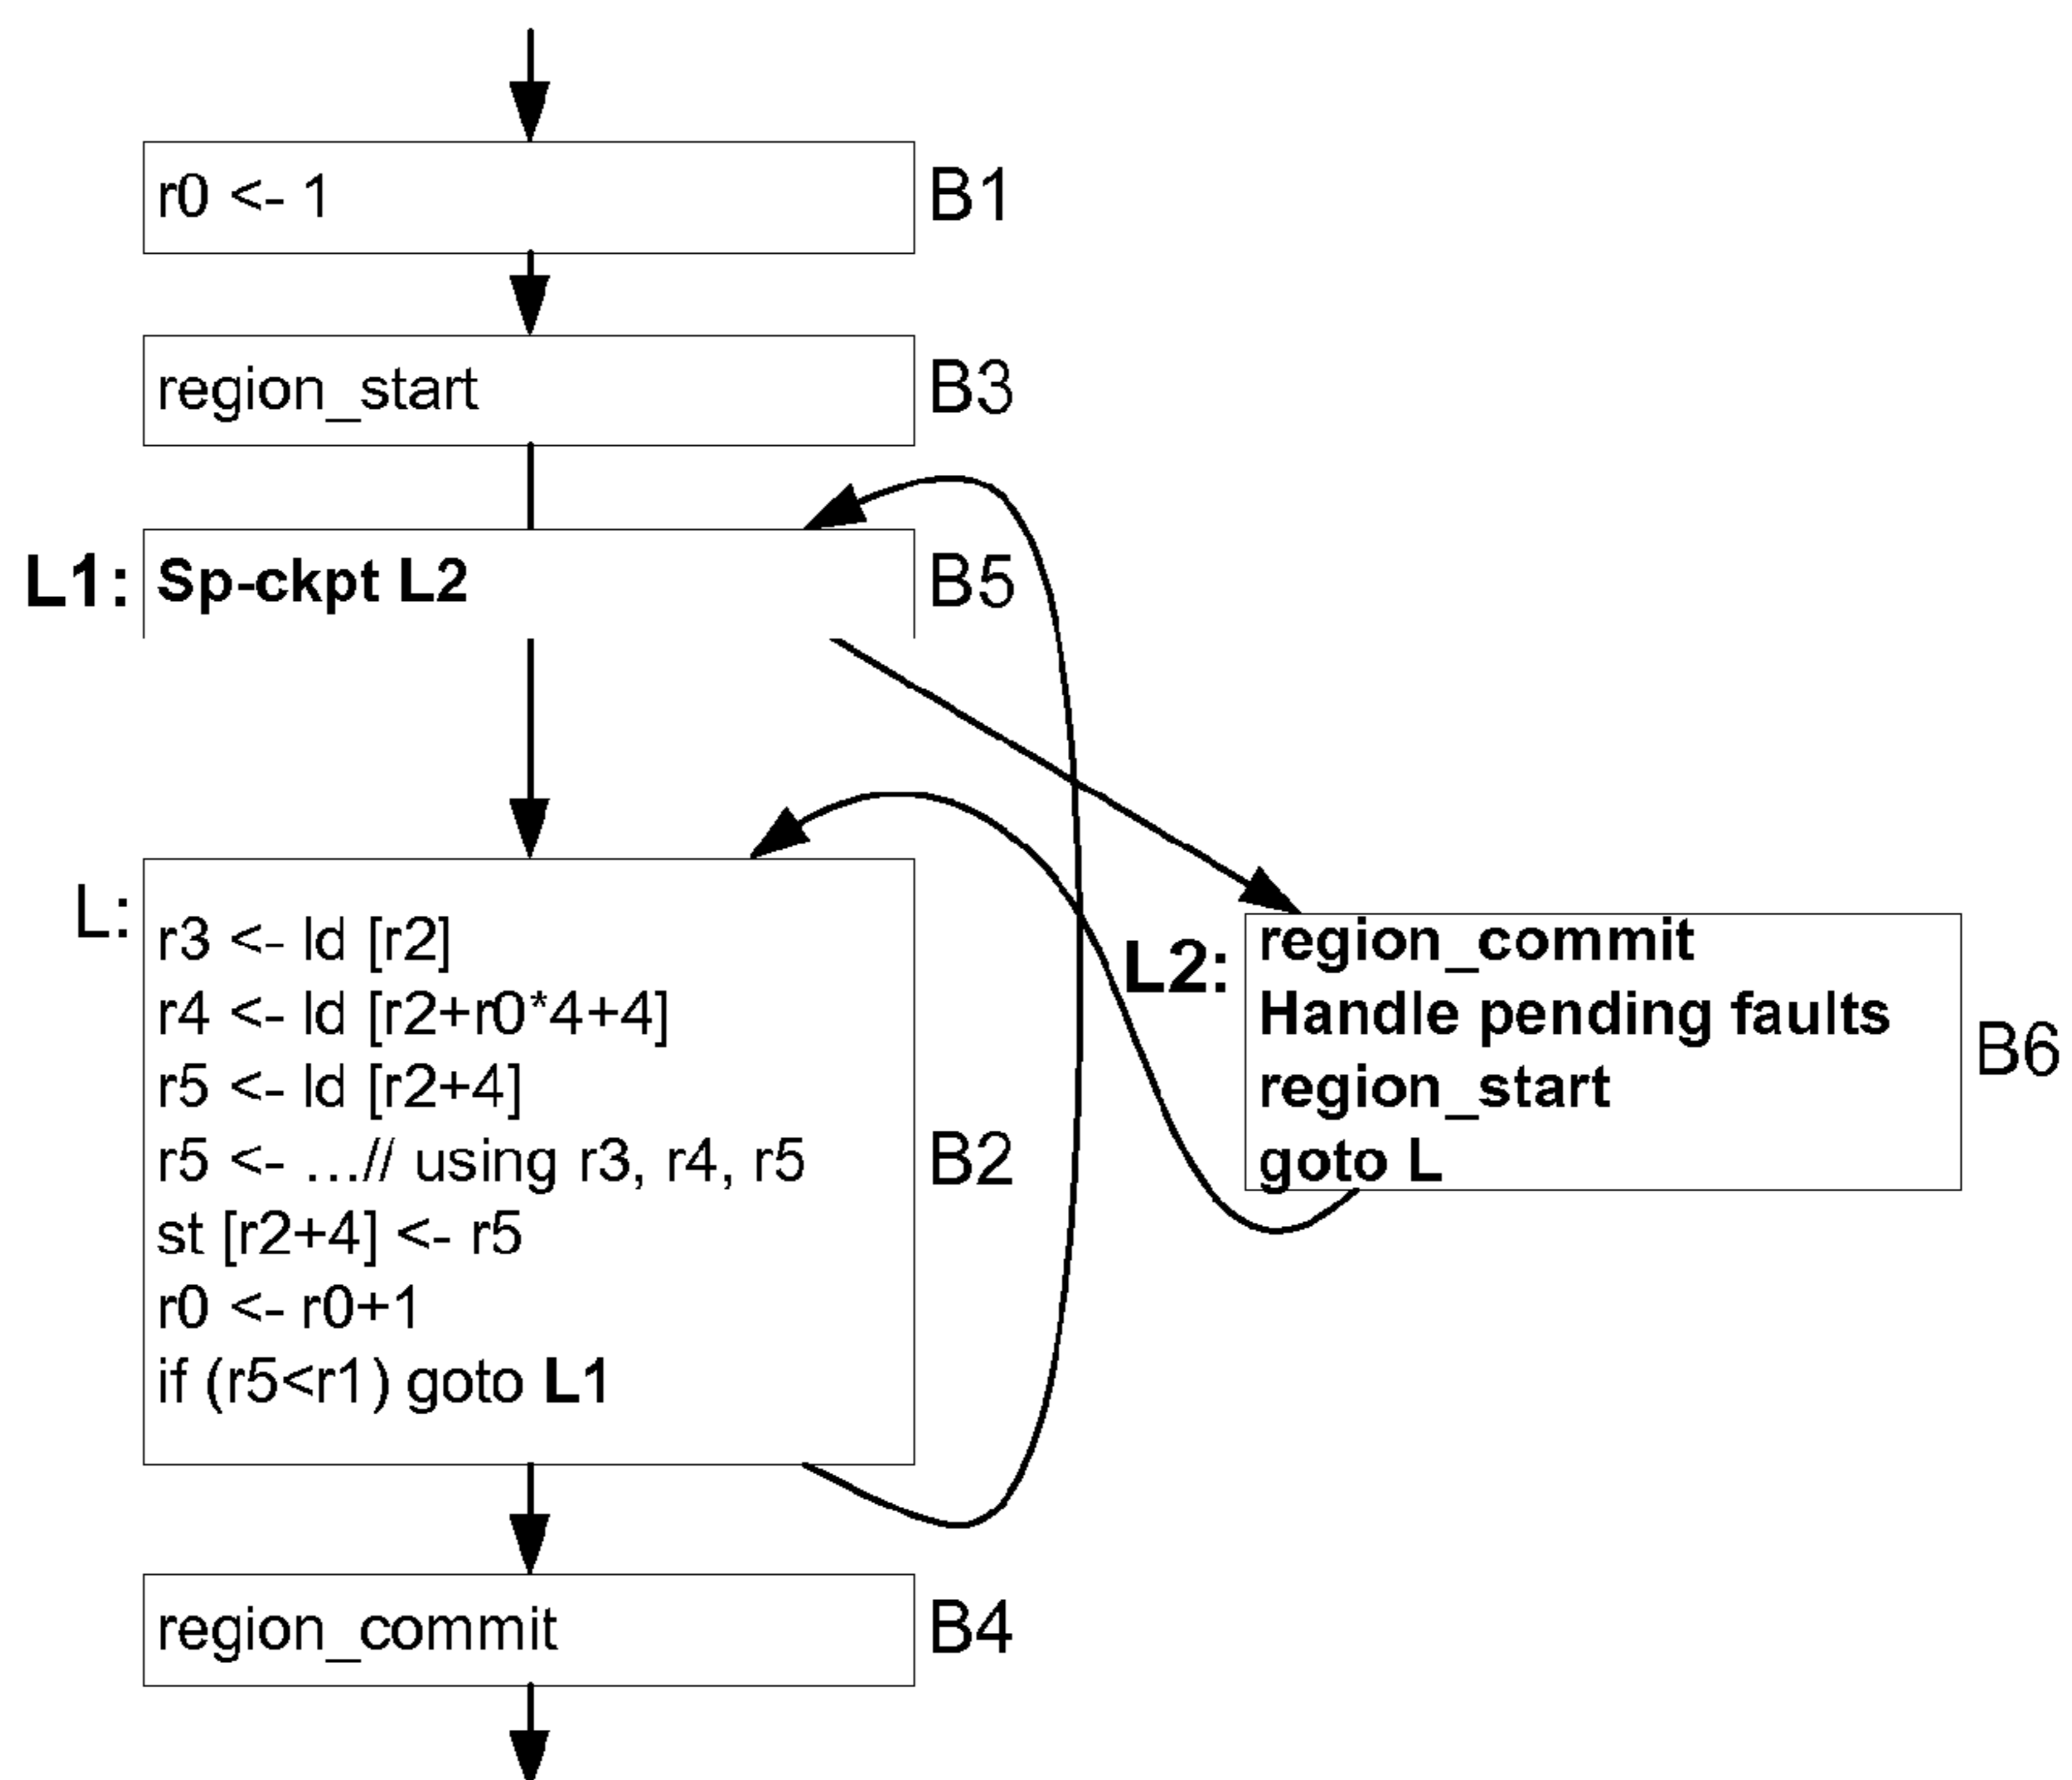 r0 <- 1
B1
region_start
B3
L1:
Sp-ckpt L2
B5
L:
r3 <- ld [r2]
r4 <- ld [r2+r0*4+4]
r5 <- ld [r2+4]
r5 <- ...// using r3, r4, r5
st [r2+4] <- r5
r0 <- r0+1
if (r5<r1) goto L1
B2
L2:
region_commit
Handle pending faults
region_start
goto L
B6
region_commit
B4